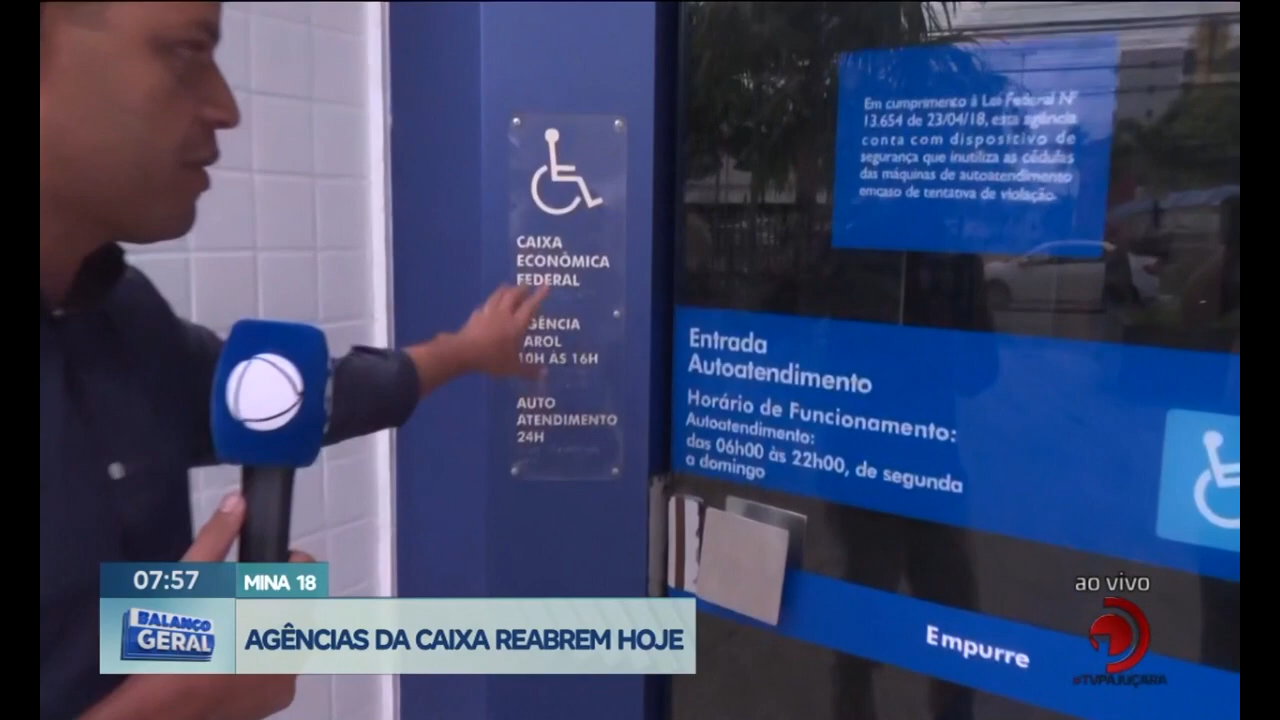 Em cumprimento à Lei Federal Nº
13.654 de 23/04/18, esta agência
conta com dispositivo de
segurança que inutiliza as cédulas
das máquinas de autoatendimento
emcaso de tentativa de violação.
CAIXA
ECONÔMICA
FEDERAL
AROL
10H ÀS 16H
AUTO
ATENDIMENTO
24H
Entrada
Autoatendimento
Horário de Funcionamento:
Autoatendimento:
das 06h00 às 22h00, de segunda
a domingo
Empurre
07:57
MINA 18
BALANÇO
GERAL
AGÊNCIAS DA CAIXA REABREM HOJE
ao vivo
@TVPAJUÇARA